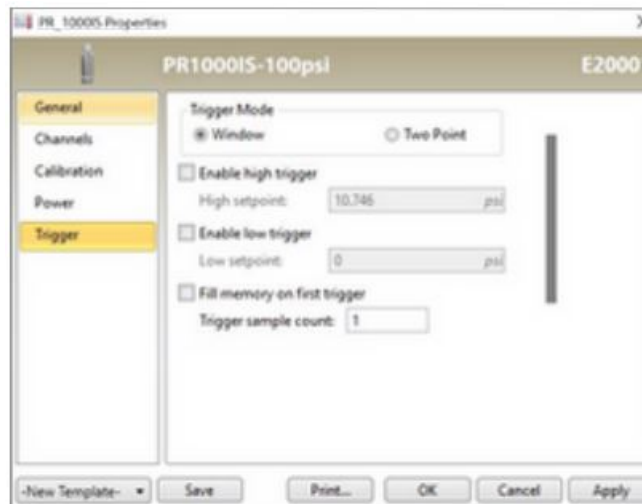 PR_1000IS Properties
PR1000IS-100psi E2000
General
Channels
Calibration
Power
Trigger
Trigger Mode
Window Two Point
Enable high trigger
High setpoint: 10.746 psi
Enable low trigger
Low setpoint: 0 psi
Fill memory on first trigger
Trigger sample count: 1
-New Template- Save Print... OK Cancel Apply